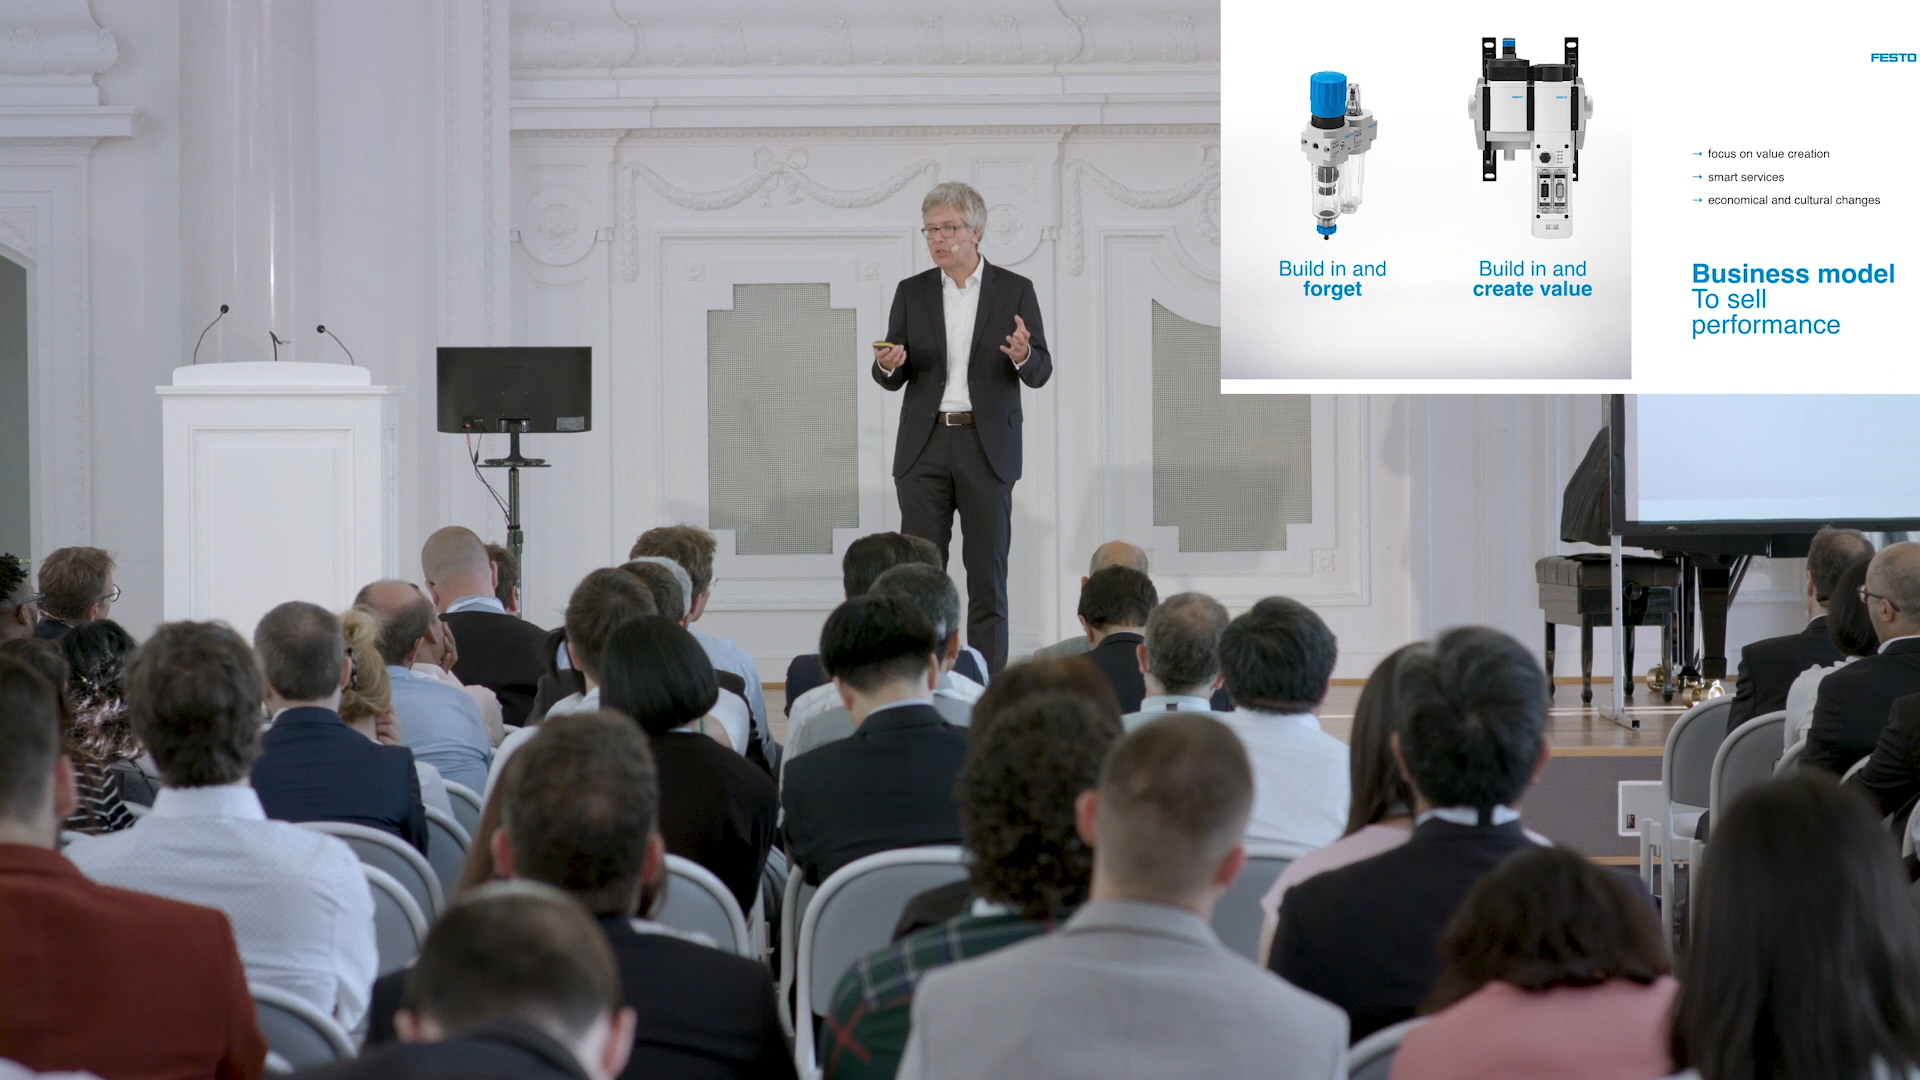 FESTO
→ focus on value creation
→ smart services
→ economical and cultural changes
Build in and
forget
Build in and
create value
Business model
To sell
performance